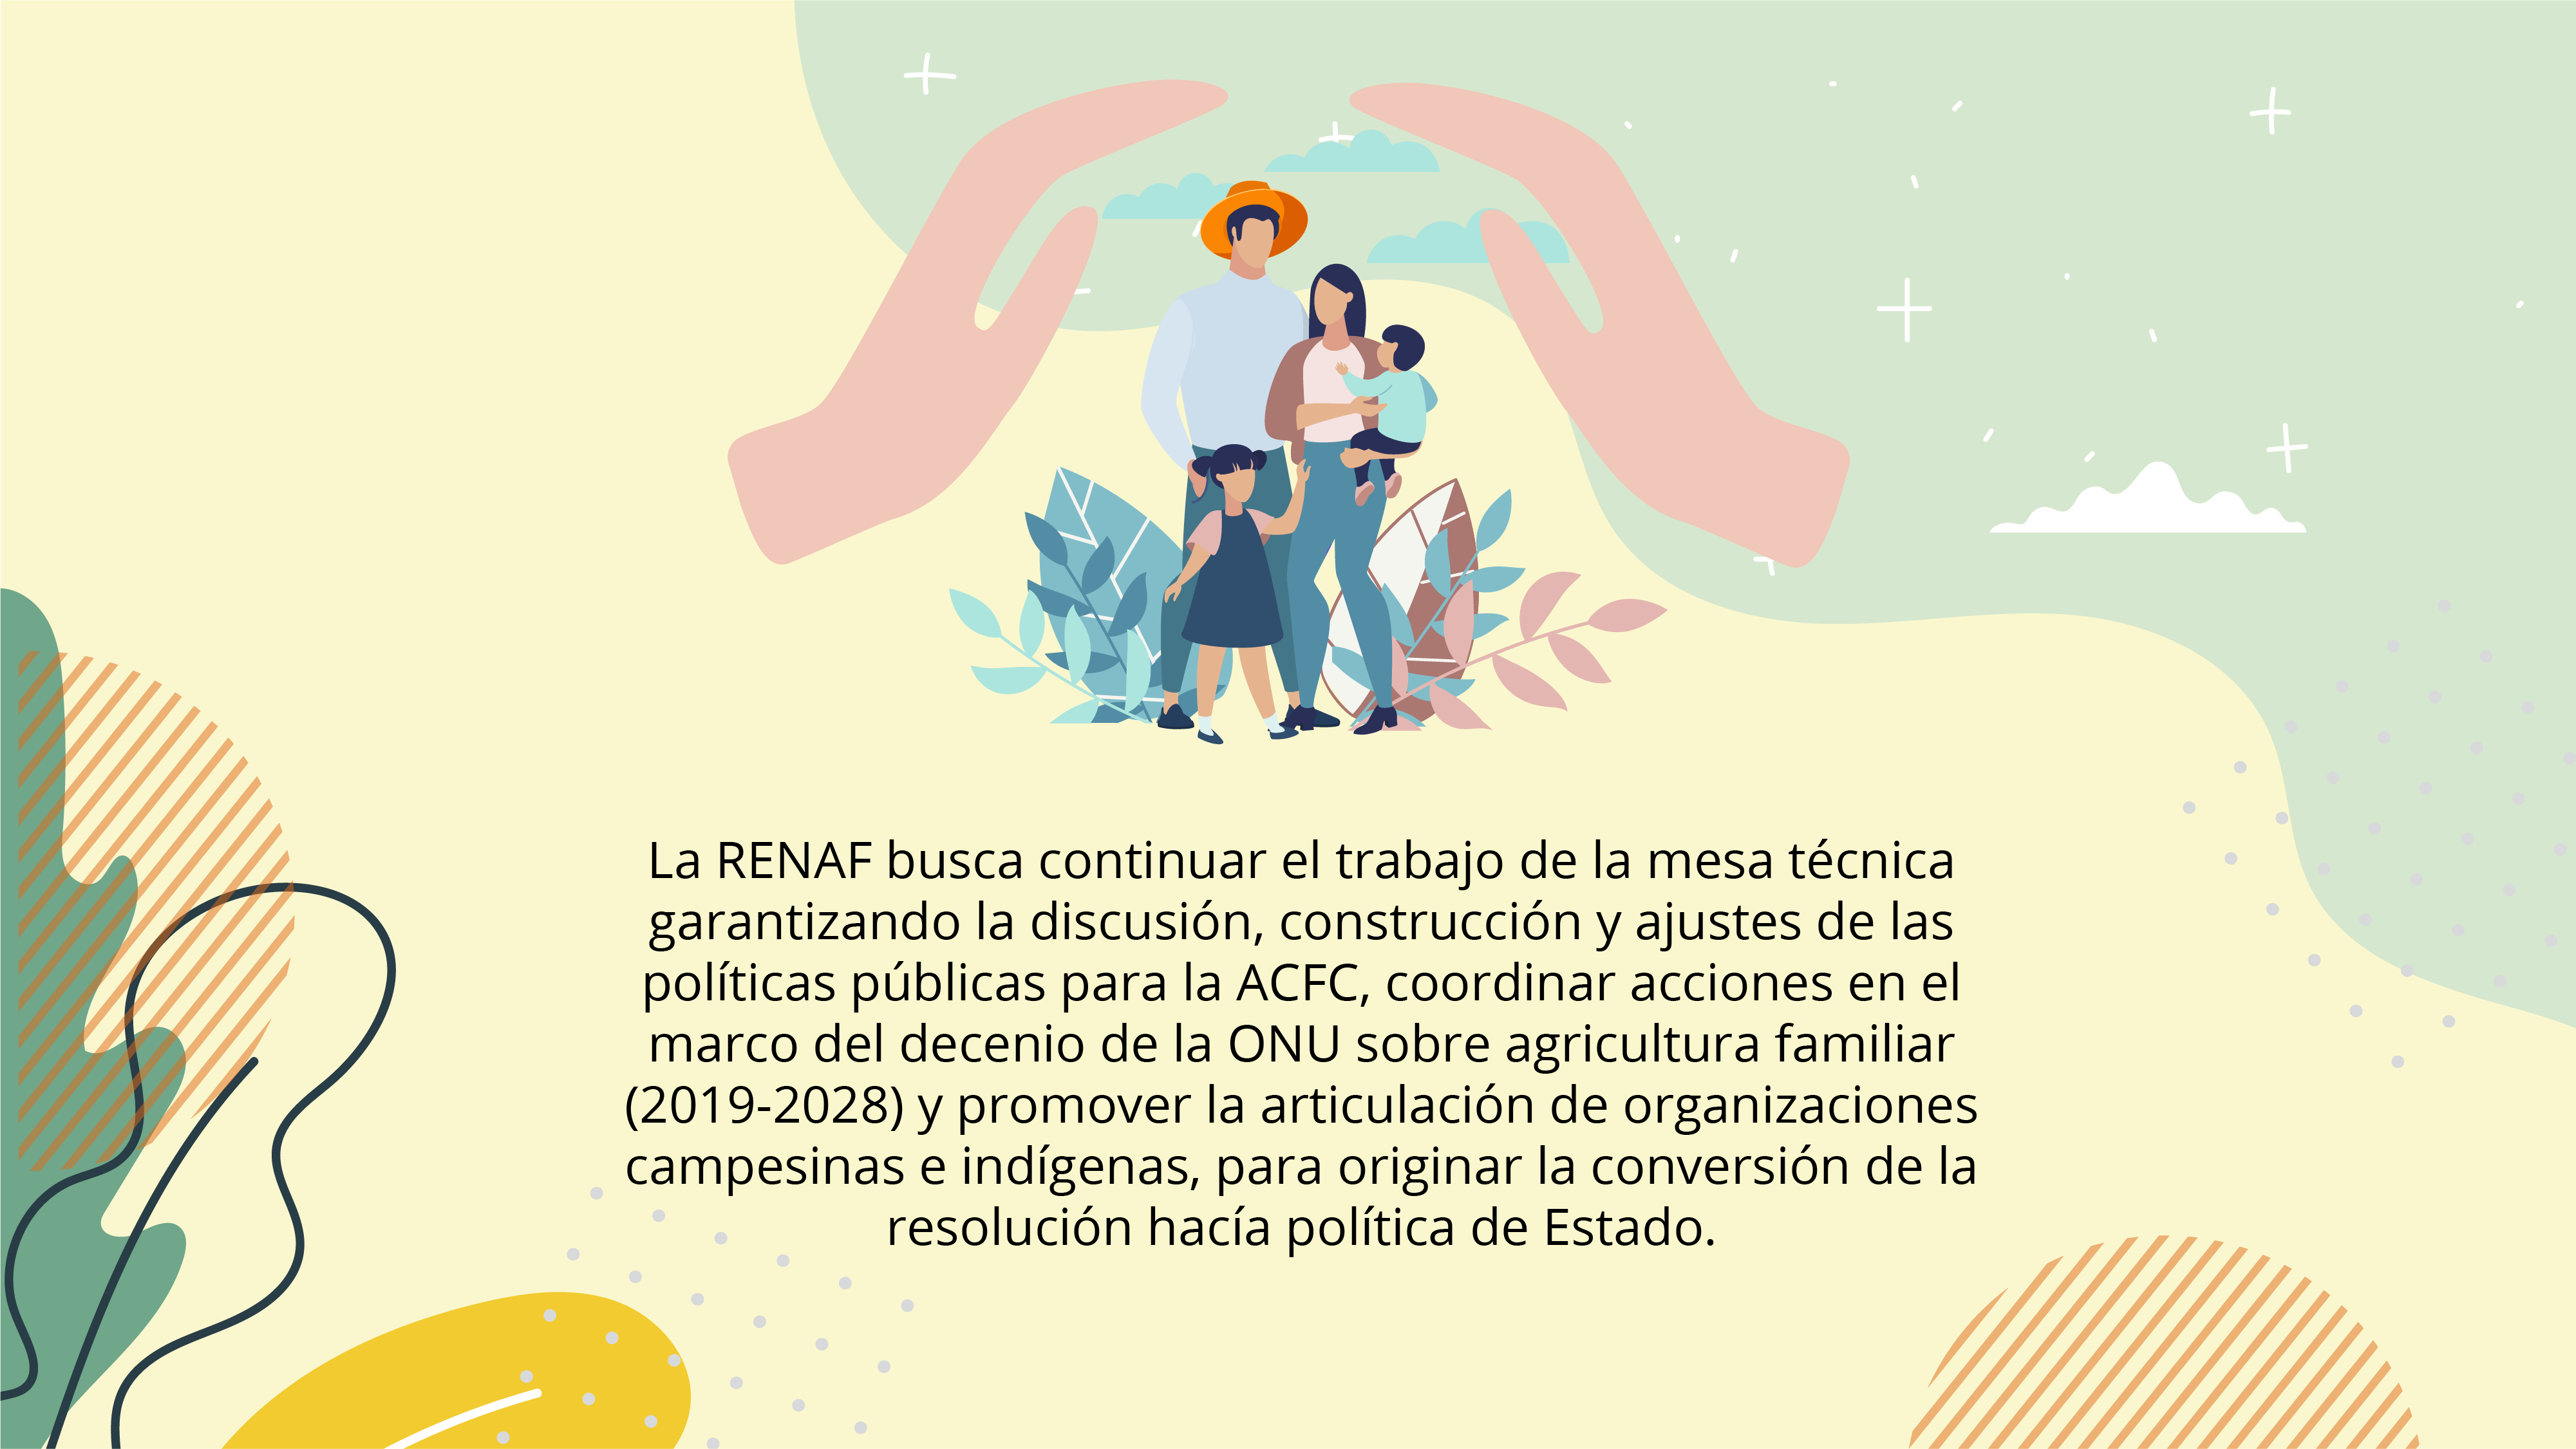 La RENAF busca continuar el trabajo de la mesa técnica
garantizando la discusión, construcción y ajustes de las
políticas públicas para la ACFC, coordinar acciones en el
marco del decenio de la ONU sobre agricultura familiar
(2019-2028) y promover la articulación de organizaciones
campesinas e indígenas, para originar la conversión de la
resolución hacía política de Estado.